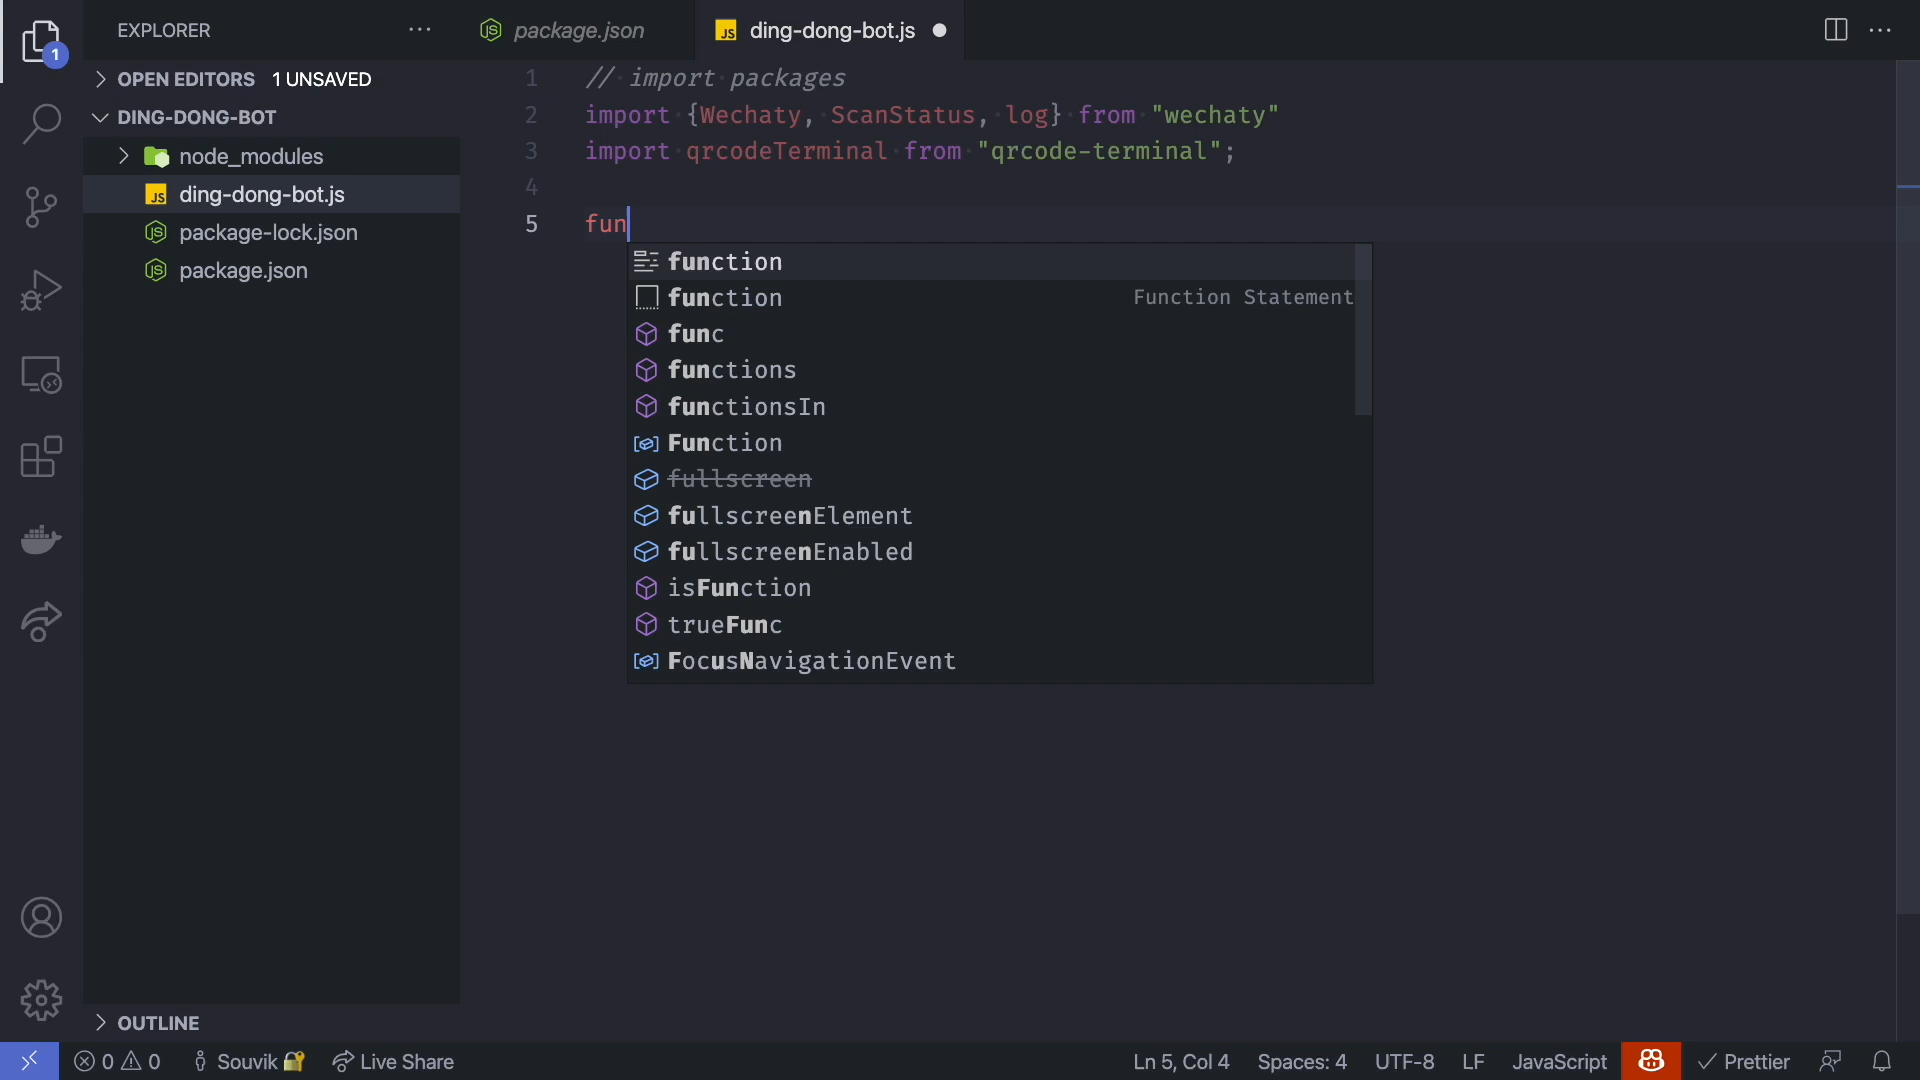 EXPLORER
package.json
JS ding-dong-bot.js
1
OPEN EDITORS 1 UNSAVED
DING-DONG-BOT
node_modules
JS ding-dong-bot.js
package-lock.json
package.json
1 // import packages
2 import {Wechaty, ScanStatus, log} from "wechaty"
3 import qrcodeTerminal from "qrcode-terminal";
4
5 fun
function
function Function Statement
func
functions
functionsIn
Function
fullscreen
fullscreenElement
fullscreenEnabled
isFunction
trueFunc
FocusNavigationEvent
OUTLINE
0 0 Souvik Live Share Ln 5, Col 4 Spaces: 4 UTF-8 LF JavaScript Prettier